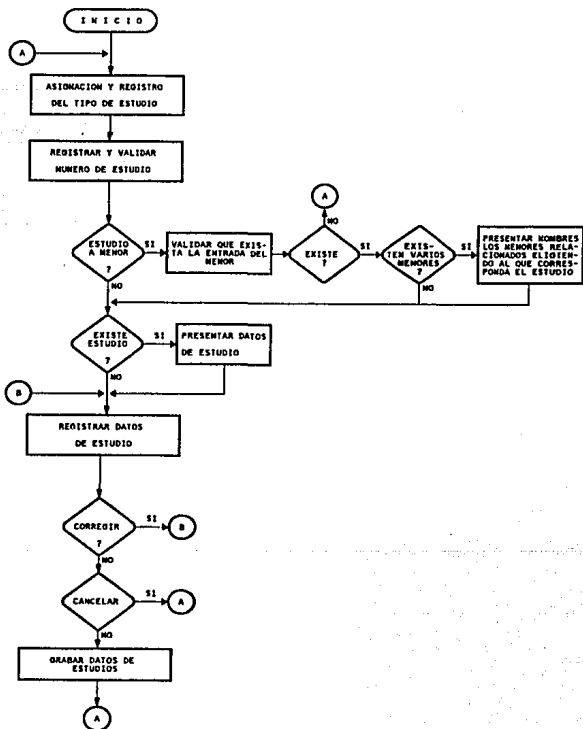 I N I C I O
A
ASIGNACION Y REGISTRO
DEL TIPO DE ESTUDIO
REGISTRAR Y VALIDAR
NUMERO DE ESTUDIO
A
NO
ESTUDIO
A MENOR
?
SI
VALIDAR QUE EXIS-
TA LA ENTRADA DEL
MENOR
EXISTE
?
SI
EXIS-
TEN VARIOS
MENORES
?
SI
PRESENTAR NOMBRES
LOS MENORES RELA-
CIONADOS ELIGIEN-
DO AL QUE CORRES-
PONDA EL ESTUDIO
NO
NO
EXISTE
ESTUDIO
?
SI
PRESENTAR DATOS
DE ESTUDIO
NO
B
REGISTRAR DATOS
DE ESTUDIO
CORREGIR
?
SI
B
NO
CANCELAR
SI
A
NO
GRABAR DATOS DE
ESTUDIOS
A